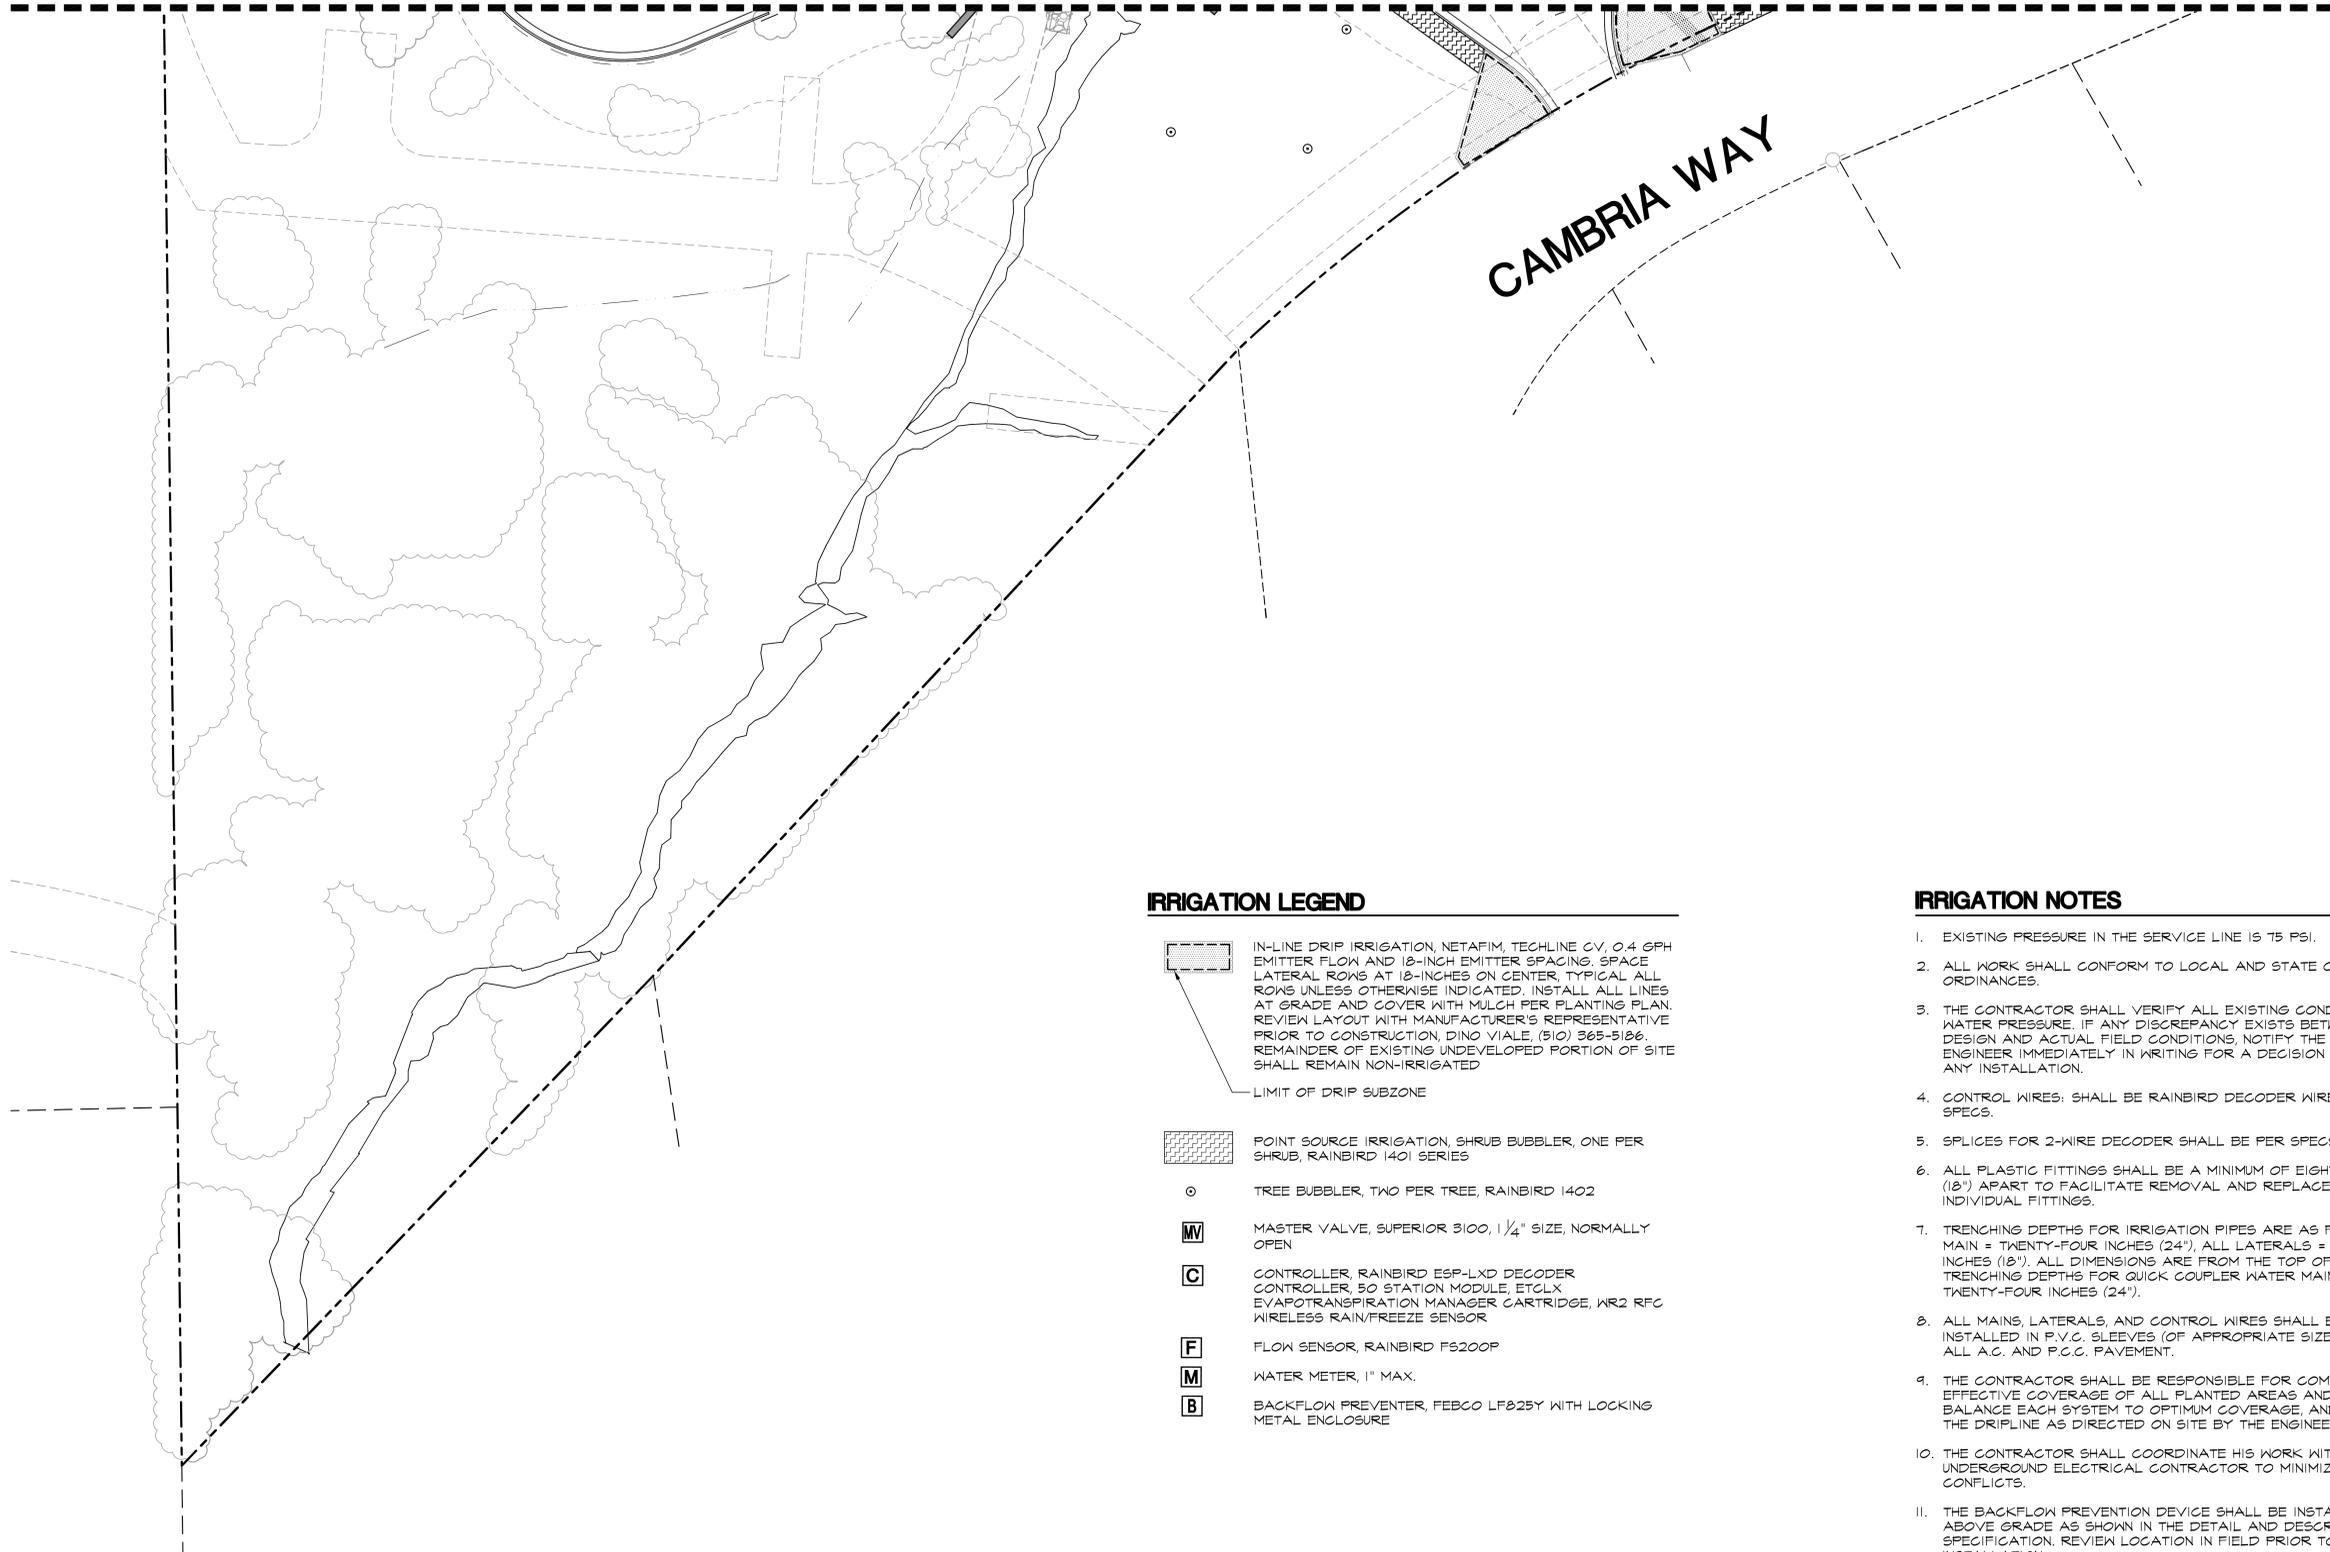 CAMBRIA WAY
IRRIGATION LEGEND
IN-LINE DRIP IRRIGATION, NETAFIM, TECHLINE CV, 0.4 GPH
EMITTER FLOW AND 18-INCH EMITTER SPACING. SPACE
LATERAL ROWS AT 18-INCHES ON CENTER, TYPICAL ALL
ROWS UNLESS OTHERWISE INDICATED. INSTALL ALL LINES
AT GRADE AND COVER WITH MULCH PER PLANTING PLAN.
REVIEW LAYOUT WITH MANUFACTURER'S REPRESENTATIVE
PRIOR TO CONSTRUCTION, DINO VIALE, (510) 365-5186.
REMAINDER OF EXISTING UNDEVELOPED PORTION OF SITE
SHALL REMAIN NON-IRRIGATED
LIMIT OF DRIP SUBZONE
POINT SOURCE IRRIGATION, SHRUB BUBBLER, ONE PER
SHRUB, RAINBIRD 1401 SERIES
TREE BUBBLER, TWO PER TREE, RAINBIRD 1402
MV MASTER VALVE, SUPERIOR 3100, 1 1/4" SIZE, NORMALLY
OPEN
C CONTROLLER, RAINBIRD ESP-LXD DECODER
CONTROLLER, 50 STATION MODULE, ETCLX
EVAPOTRANSPIRATION MANAGER CARTRIDGE, WR2 RFC
WIRELESS RAIN/FREEZE SENSOR
F FLOW SENSOR, RAINBIRD FS200P
M WATER METER, 1" MAX.
B BACKFLOW PREVENTER, FEBCO LF825Y WITH LOCKING
METAL ENCLOSURE
IRRIGATION NOTES
1. EXISTING PRESSURE IN THE SERVICE LINE IS 75 PSI.
2. ALL WORK SHALL CONFORM TO LOCAL AND STATE
ORDINANCES.
3. THE CONTRACTOR SHALL VERIFY ALL EXISTING
WATER PRESSURE. IF ANY DISCREPANCY EXISTS
DESIGN AND ACTUAL FIELD CONDITIONS, NOTIFY THE
ENGINEER IMMEDIATELY IN WRITING FOR A DECISION
ANY INSTALLATION.
4. CONTROL WIRES: SHALL BE RAINBIRD DECODER
SPECS.
5. SPLICES FOR 2-WIRE DECODER SHALL BE PER
6. ALL PLASTIC FITTINGS SHALL BE A MINIMUM OF
(18") APART TO FACILITATE REMOVAL AND
INDIVIDUAL FITTINGS.
7. TRENCHING DEPTHS FOR IRRIGATION PIPES ARE AS
MAIN = TWENTY-FOUR INCHES (24"), ALL LATERALS =
INCHES (18"). ALL DIMENSIONS ARE FROM THE TOP OF
TRENCHING DEPTHS FOR QUICK COUPLER WATER
TWENTY-FOUR INCHES (24").
8. ALL MAINS, LATERALS, AND CONTROL WIRES SHALL
INSTALLED IN P.V.C. SLEEVES (OF APPROPRIATE
ALL A.C. AND P.C.C. PAVEMENT.
9. THE CONTRACTOR SHALL BE RESPONSIBLE FOR
EFFECTIVE COVERAGE OF ALL PLANTED AREAS
BALANCE EACH SYSTEM TO OPTIMUM COVERAGE,
THE DRIPLINE AS DIRECTED ON SITE BY THE
10. THE CONTRACTOR SHALL COORDINATE HIS WORK
UNDERGROUND ELECTRICAL CONTRACTOR TO
CONFLICTS.
11. THE BACKFLOW PREVENTION DEVICE SHALL BE
ABOVE GRADE AS SHOWN IN THE DETAIL AND
SPECIFICATION. REVIEW LOCATION IN FIELD PRIOR